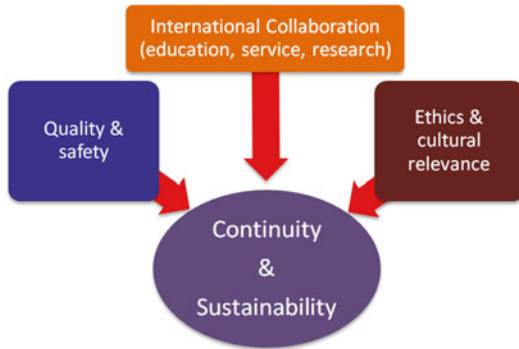 International Collaboration
(education, service, research)
Quality &
safety
Ethics &
cultural
relevance
Continuity
&
Sustainability